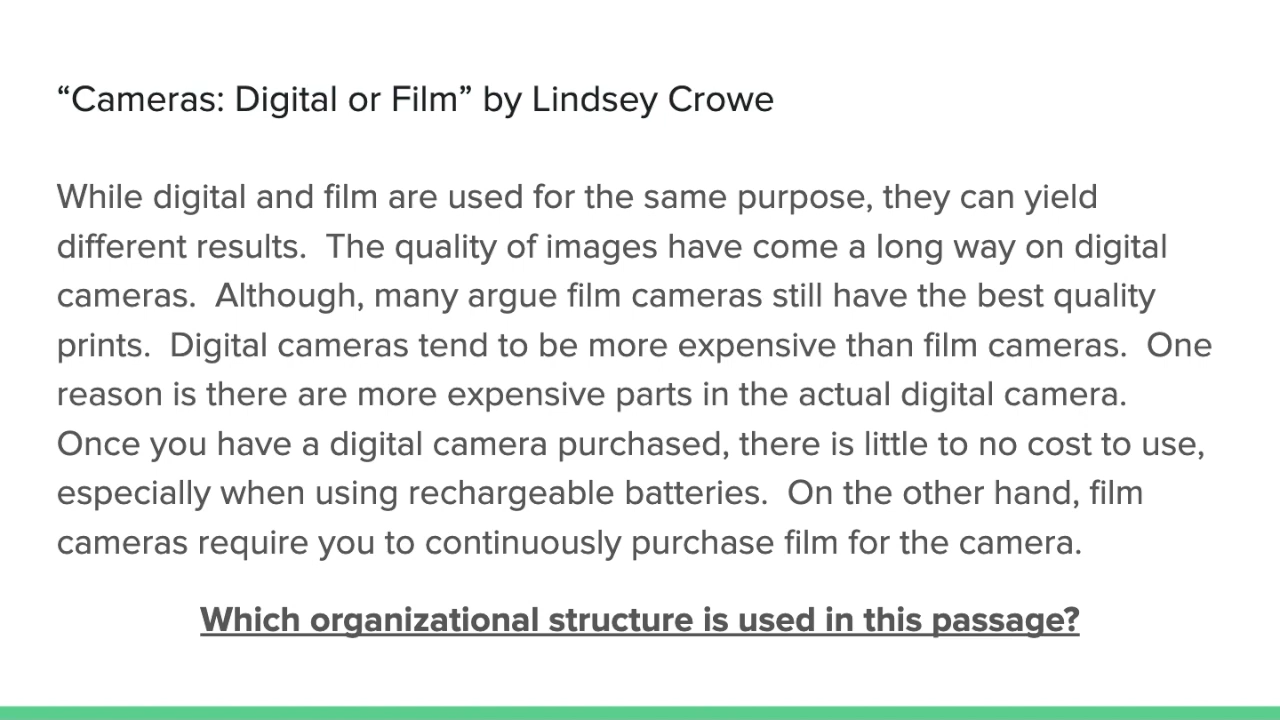 “Cameras: Digital or Film” by Lindsey Crowe
While digital and film are used for the same purpose, they can yield
different results.  The quality of images have come a long way on digital
cameras.  Although, many argue film cameras still have the best quality
prints.  Digital cameras tend to be more expensive than film cameras.  One
reason is there are more expensive parts in the actual digital camera.
Once you have a digital camera purchased, there is little to no cost to use,
especially when using rechargeable batteries.  On the other hand, film
cameras require you to continuously purchase film for the camera.
Which organizational structure is used in this passage?